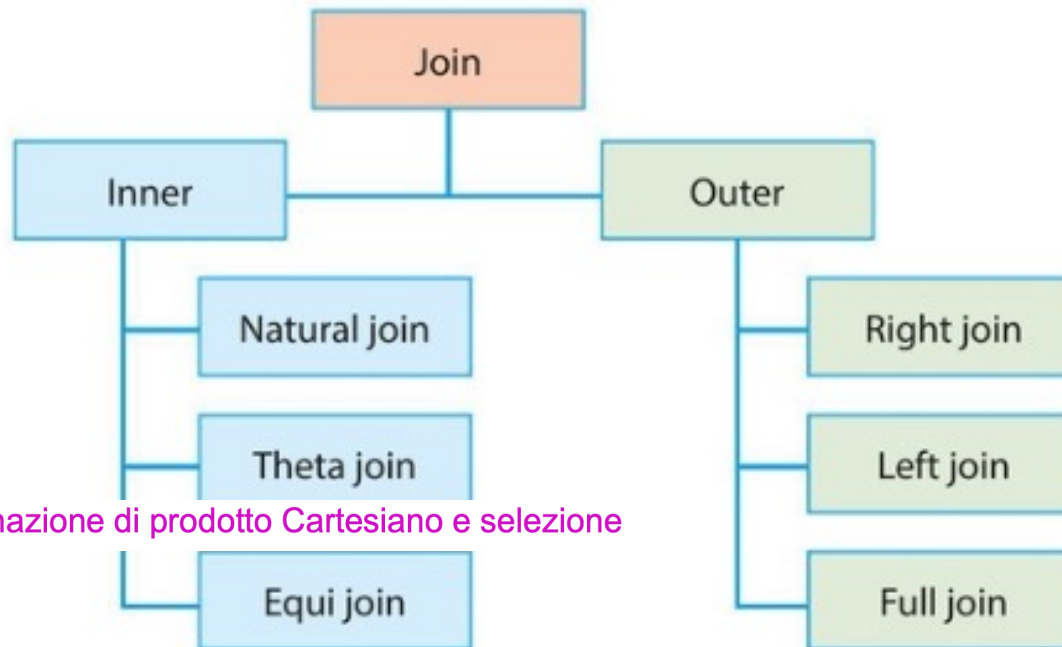 Join
Inner
Outer
Natural join
Right join
Theta join
Left join
di prodotto Cartesiano e selezione
Equi join
Full join